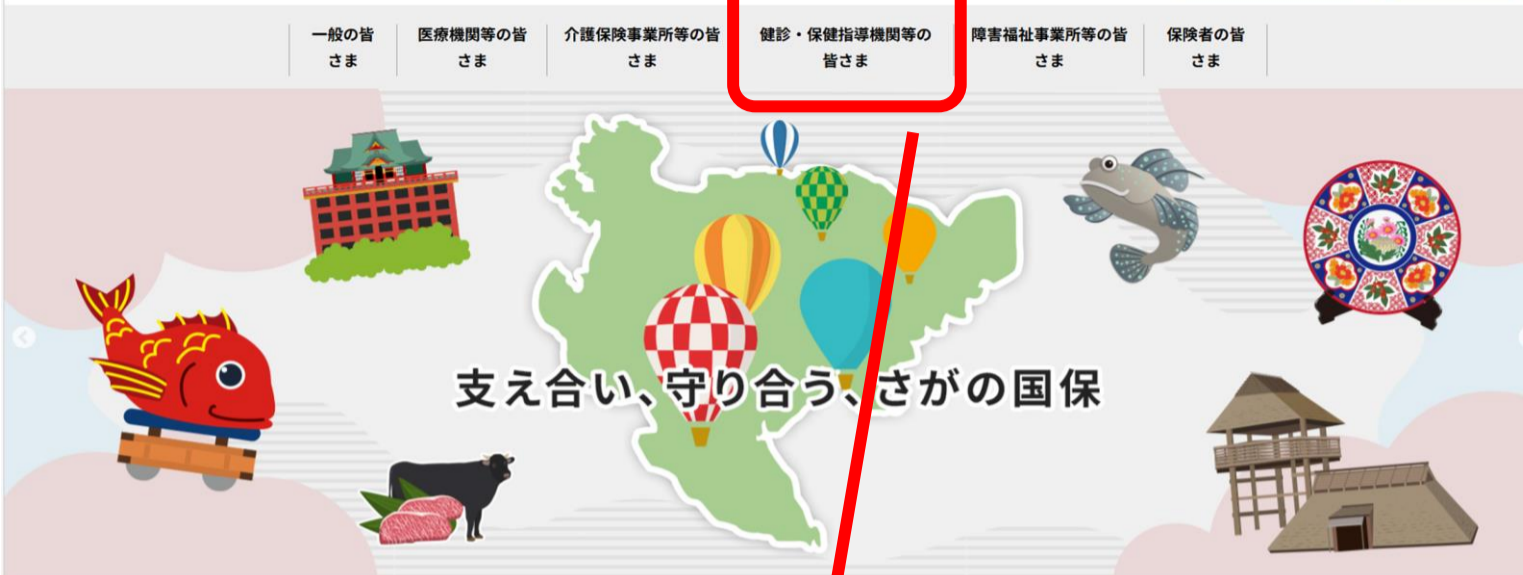 一般の皆
さま
医療機関等の皆
さま
介護保険事業所等の皆
さま
健診・保健指導機関等の
皆さま
障害福祉事業所等の皆
さま
保険者の皆
さま
支え合い、守り合う、さがの国保